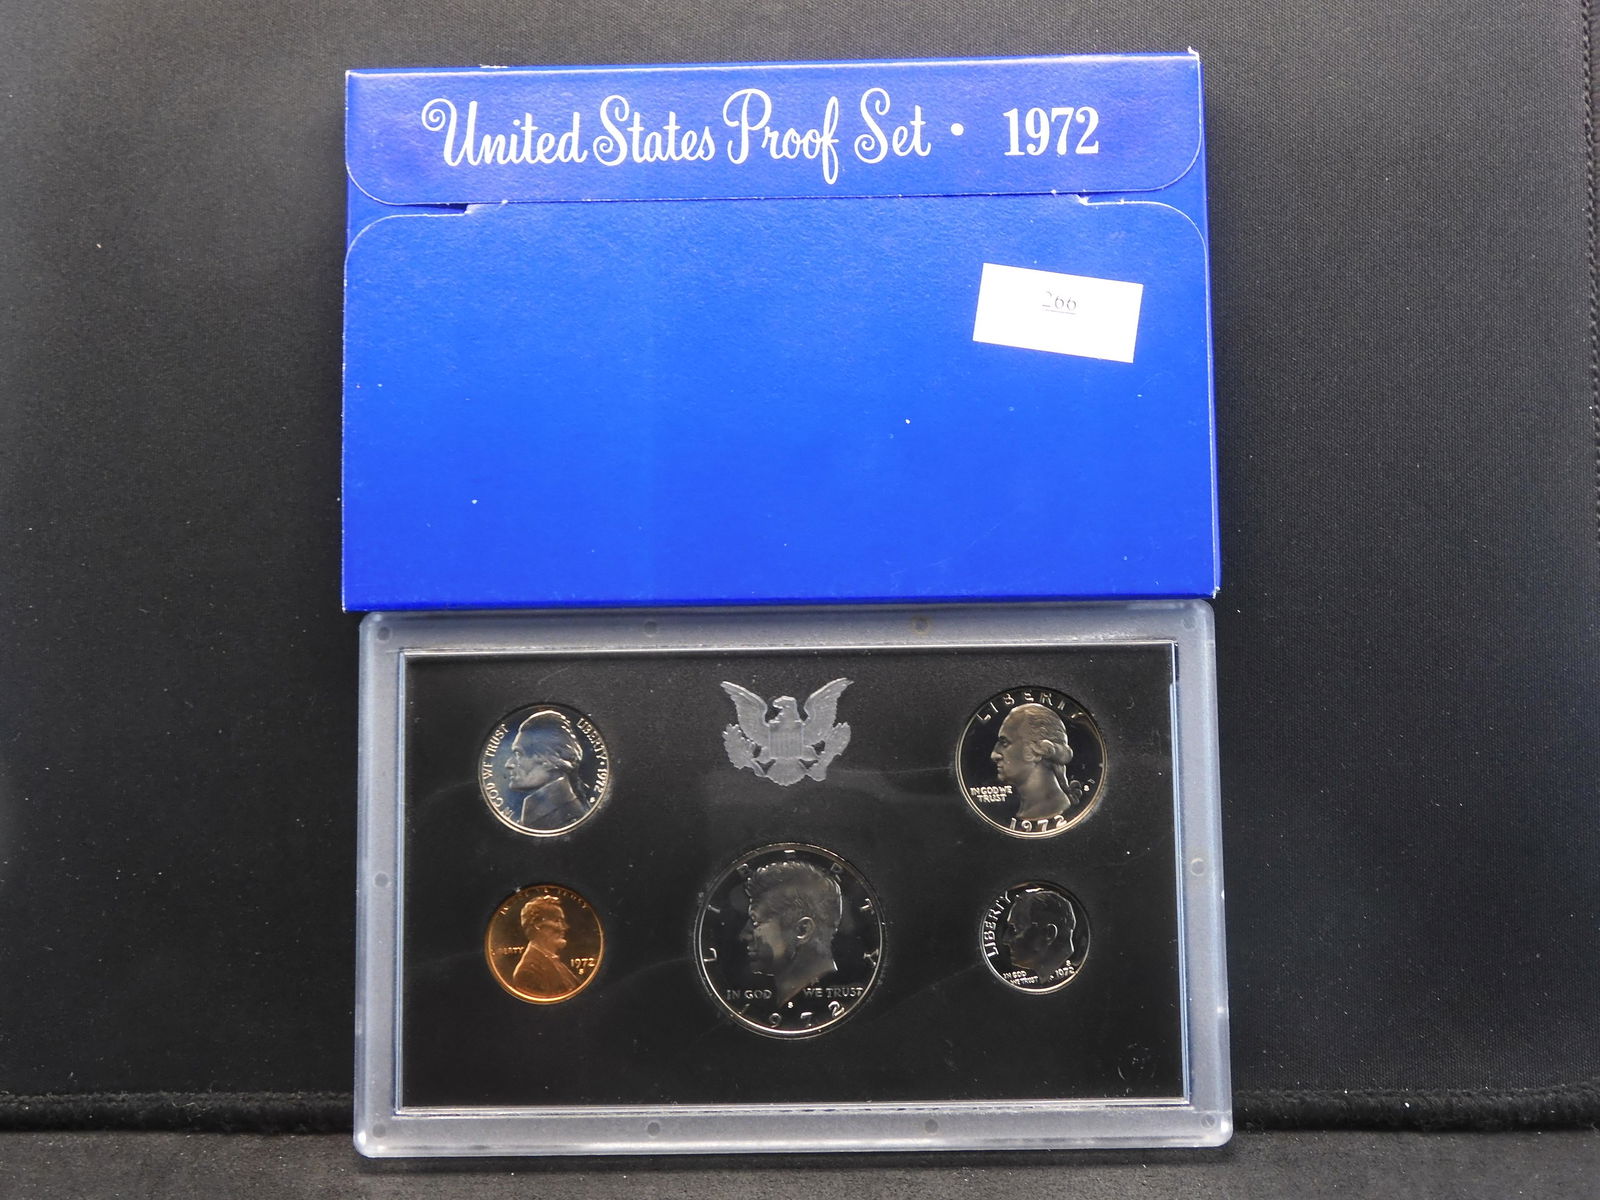 United States Proof Set • 1972
266
IN GOD WE TRUST
LIBERTY • 1972
LIBERTY
IN GOD WE
TRUST
S
1972
LIBERTY
1972
S
LIBERTY
IN GOD WE TRUST
S
1972
LIBERTY
IN GOD
WE TRUST
S
1972